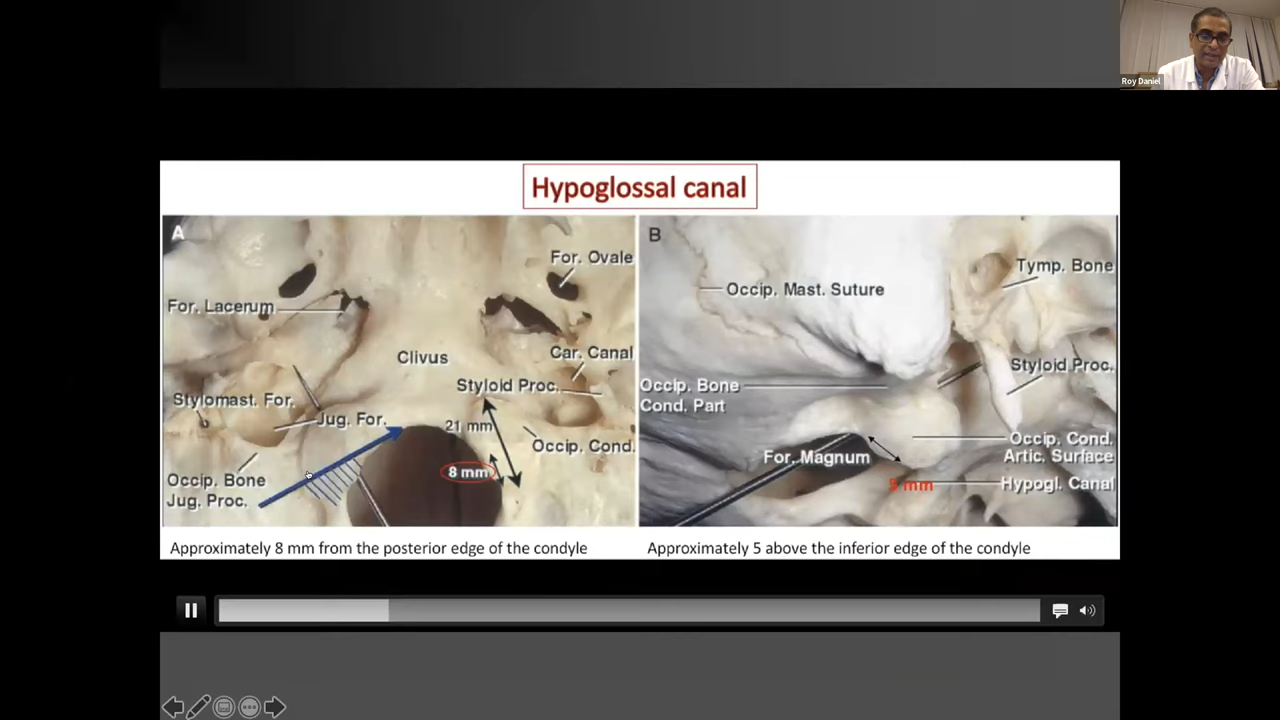 Roy Daniel
Hypoglossal canal
A
For. Ovale
For. Lacerum
Clivus
Car. Canal
Styloid Proc.
Stylomast. For.
Jug. For.
21 mm
Occip. Cond.
8 mm
Occip. Bone
Jug. Proc.
B
Tymp. Bone
Occip. Mast. Suture
Styloid Proc.
Occip. Bone
Cond. Part
Occip. Cond.
Artic. Surface
For. Magnum
5 mm
Hypogl. Canal
Approximately 8 mm from the posterior edge of the condyle
Approximately 5 above the inferior edge of the condyle